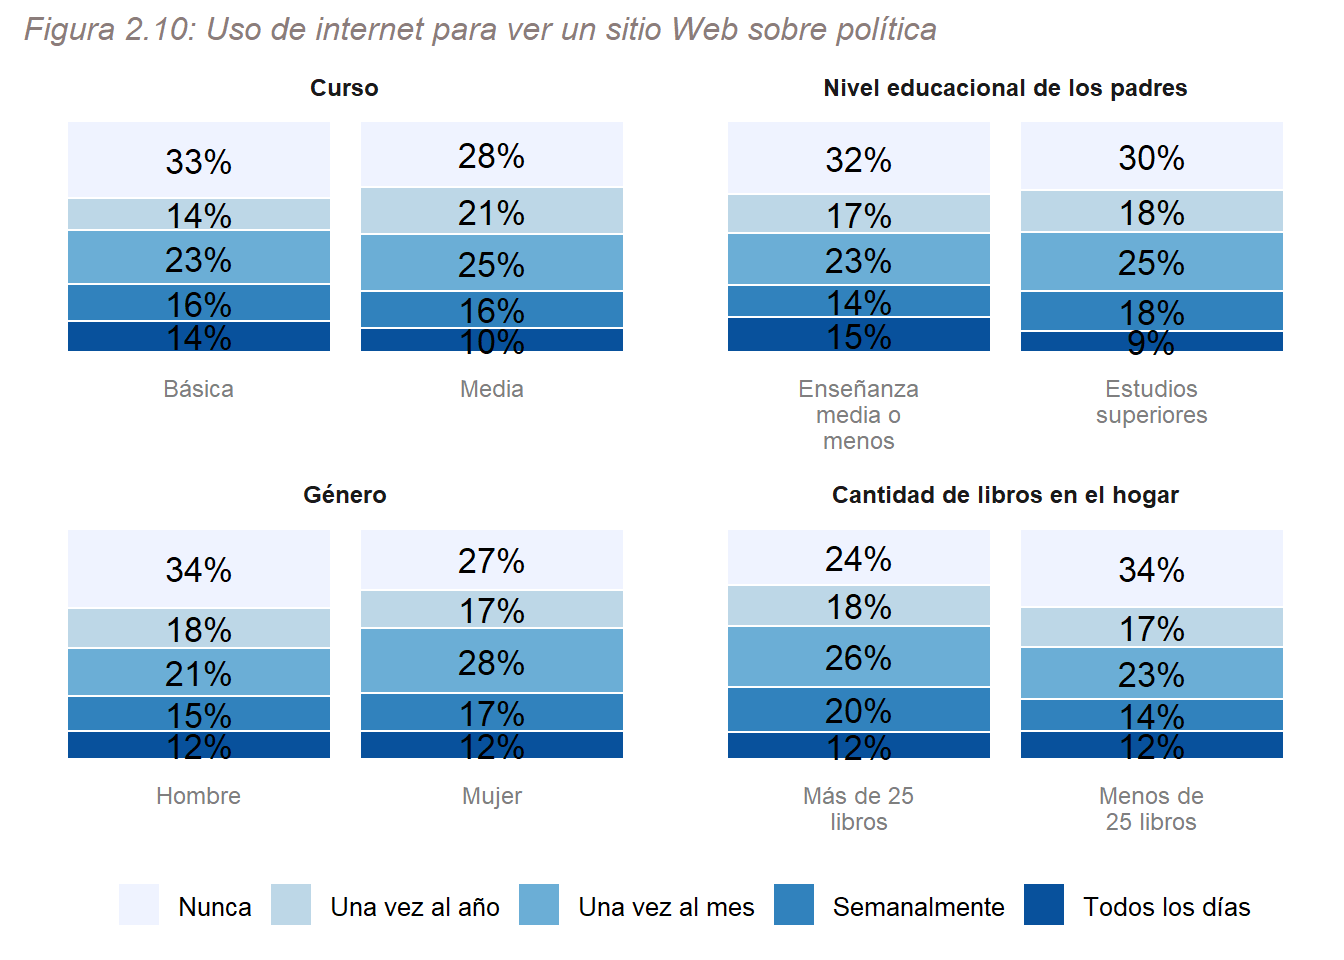 Figura 2.10: Uso de internet para ver un sitio Web sobre política
Curso
33%
14%
23%
16%
14%
Básica
28%
21%
25%
16%
10%
Media
Nivel educacional de los padres
32%
17%
23%
14%
15%
Enseñanza
media o
menos
30%
18%
25%
18%
9%
Estudios
superiores
Género
34%
18%
21%
15%
12%
Hombre
27%
17%
28%
17%
12%
Mujer
Cantidad de libros en el hogar
24%
18%
26%
20%
12%
Más de 25
libros
34%
17%
23%
14%
12%
Menos de
25 libros
Nunca
Una vez al año
Una vez al mes
Semanalmente
Todos los días